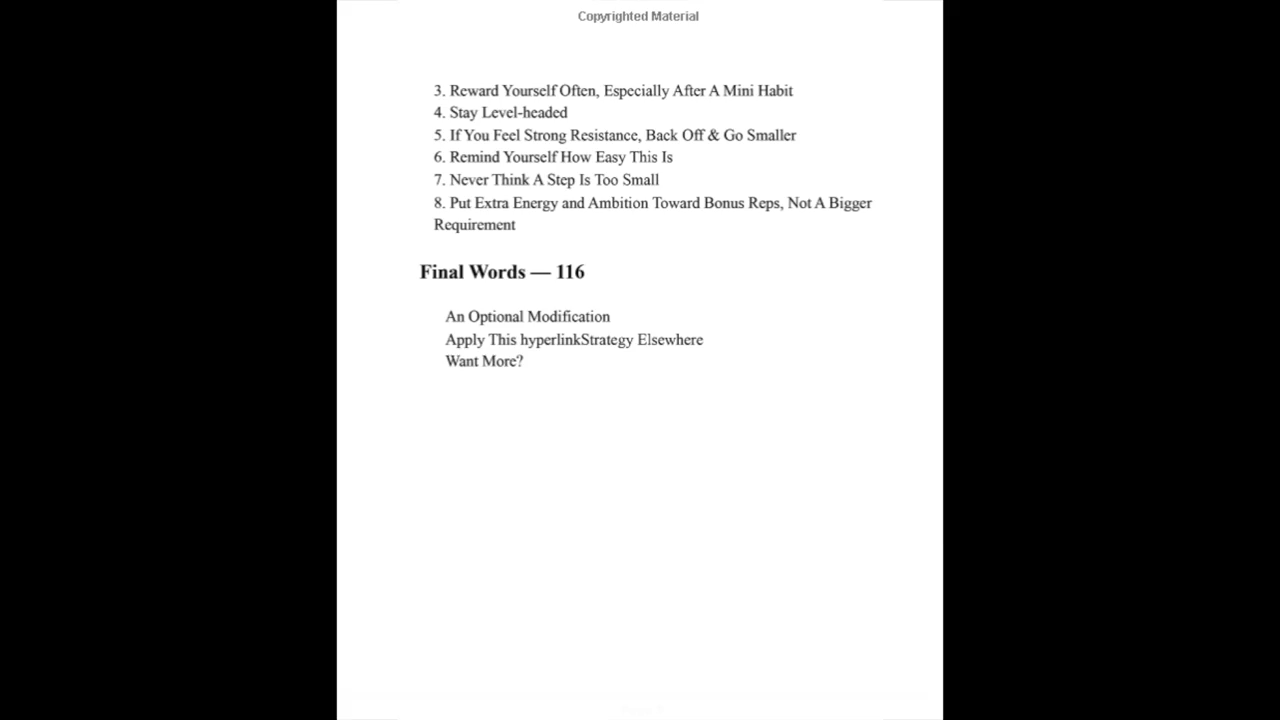 Copyrighted Material
3. Reward Yourself Often, Especially After A Mini Habit
4. Stay Level-headed
5. If You Feel Strong Resistance, Back Off & Go Smaller
6. Remind Yourself How Easy This Is
7. Never Think A Step Is Too Small
8. Put Extra Energy and Ambition Toward Bonus Reps, Not A Bigger
Requirement
Final Words — 116
An Optional Modification
Apply This hyperlinkStrategy Elsewhere
Want More?